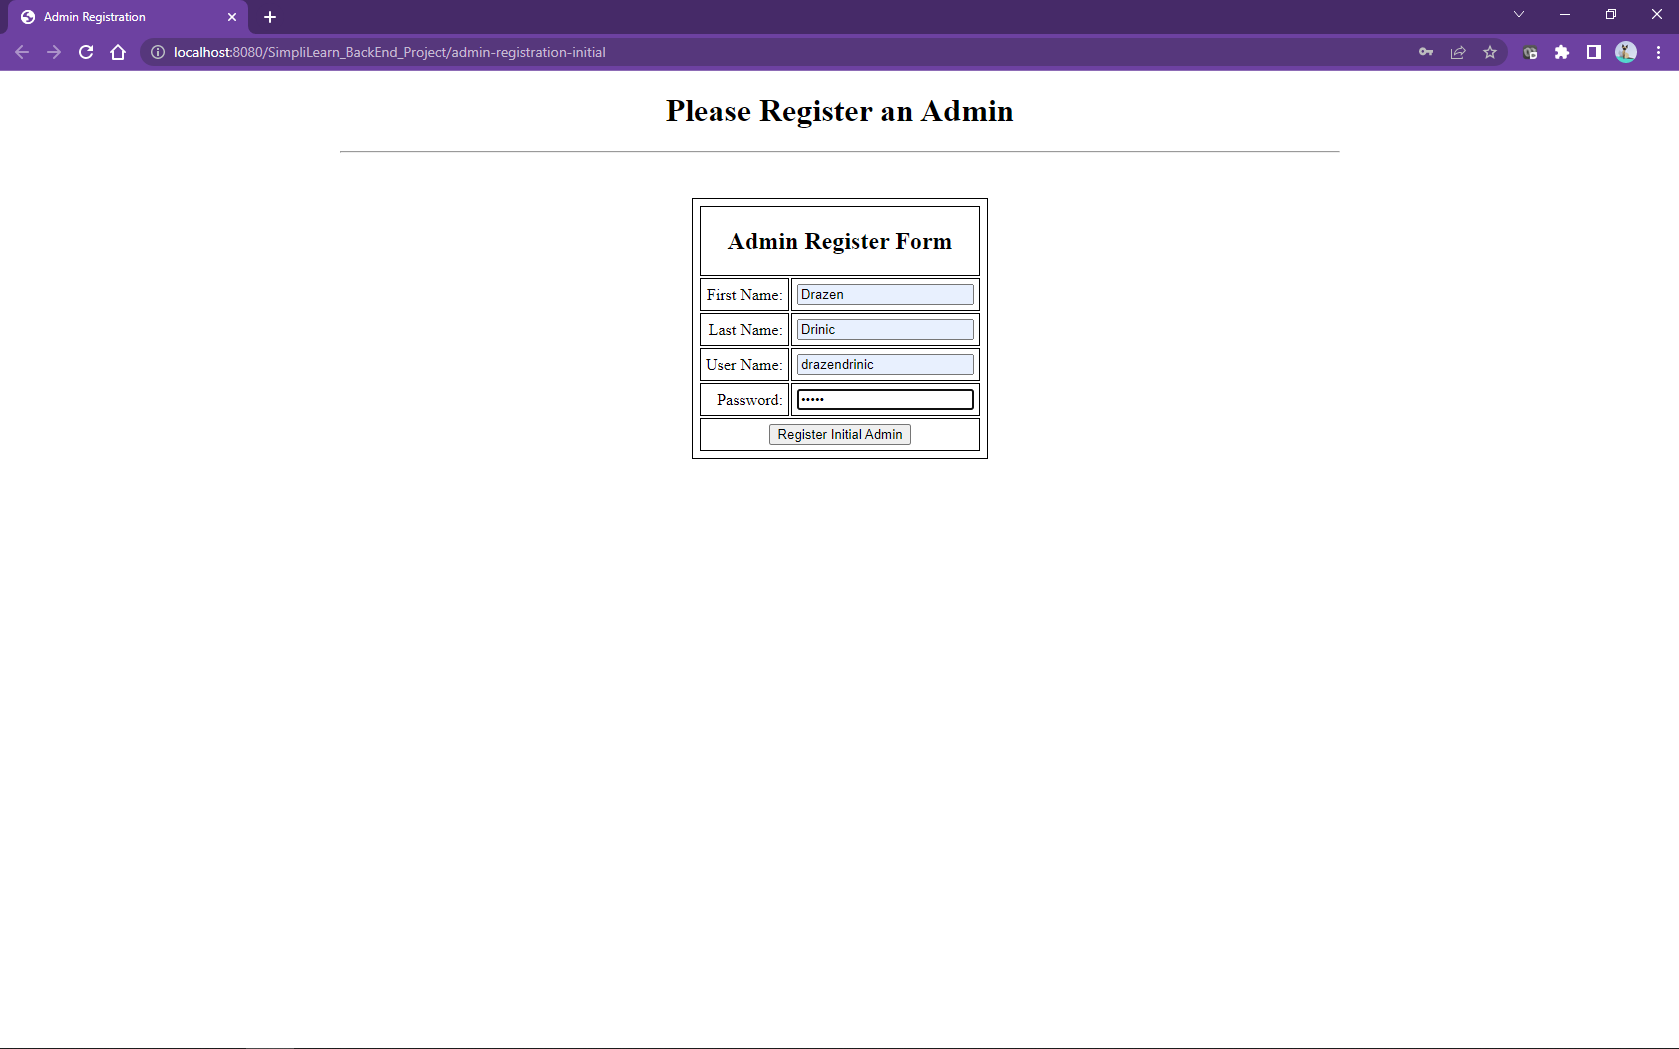 Admin Registration
localhost:8080/SimpliLearn_BackEnd_Project/admin-registration-initial
Please Register an Admin
Admin Register Form
First Name: Drazen
Last Name: Drinic
User Name: drazendrinic
Password: •••••
Register Initial Admin